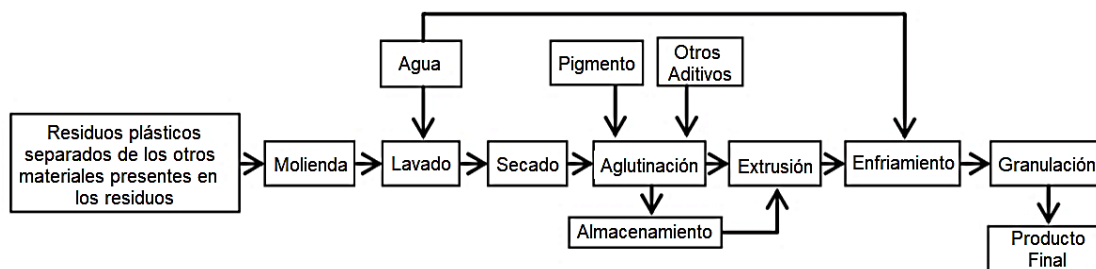 Agua
Pigmento
Otros
Aditivos
Residuos plásticos
separados de los otros
materiales presentes en
los residuos
Molienda
Lavado
Secado
Aglutinación
Extrusión
Enfriamiento
Granulación
Almacenamiento
Producto
Final